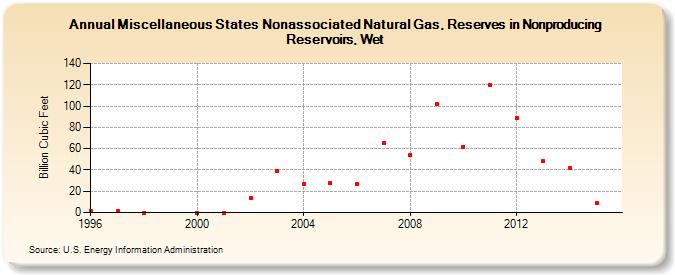 Annual Miscellaneous States Nonassociated Natural Gas, Reserves in Nonproducing
Reservoirs, Wet
Billion Cubic Feet
140
120
100
80
60
40
20
0
1996 2000 2004 2008 2012
Source: U.S. Energy Information Administration